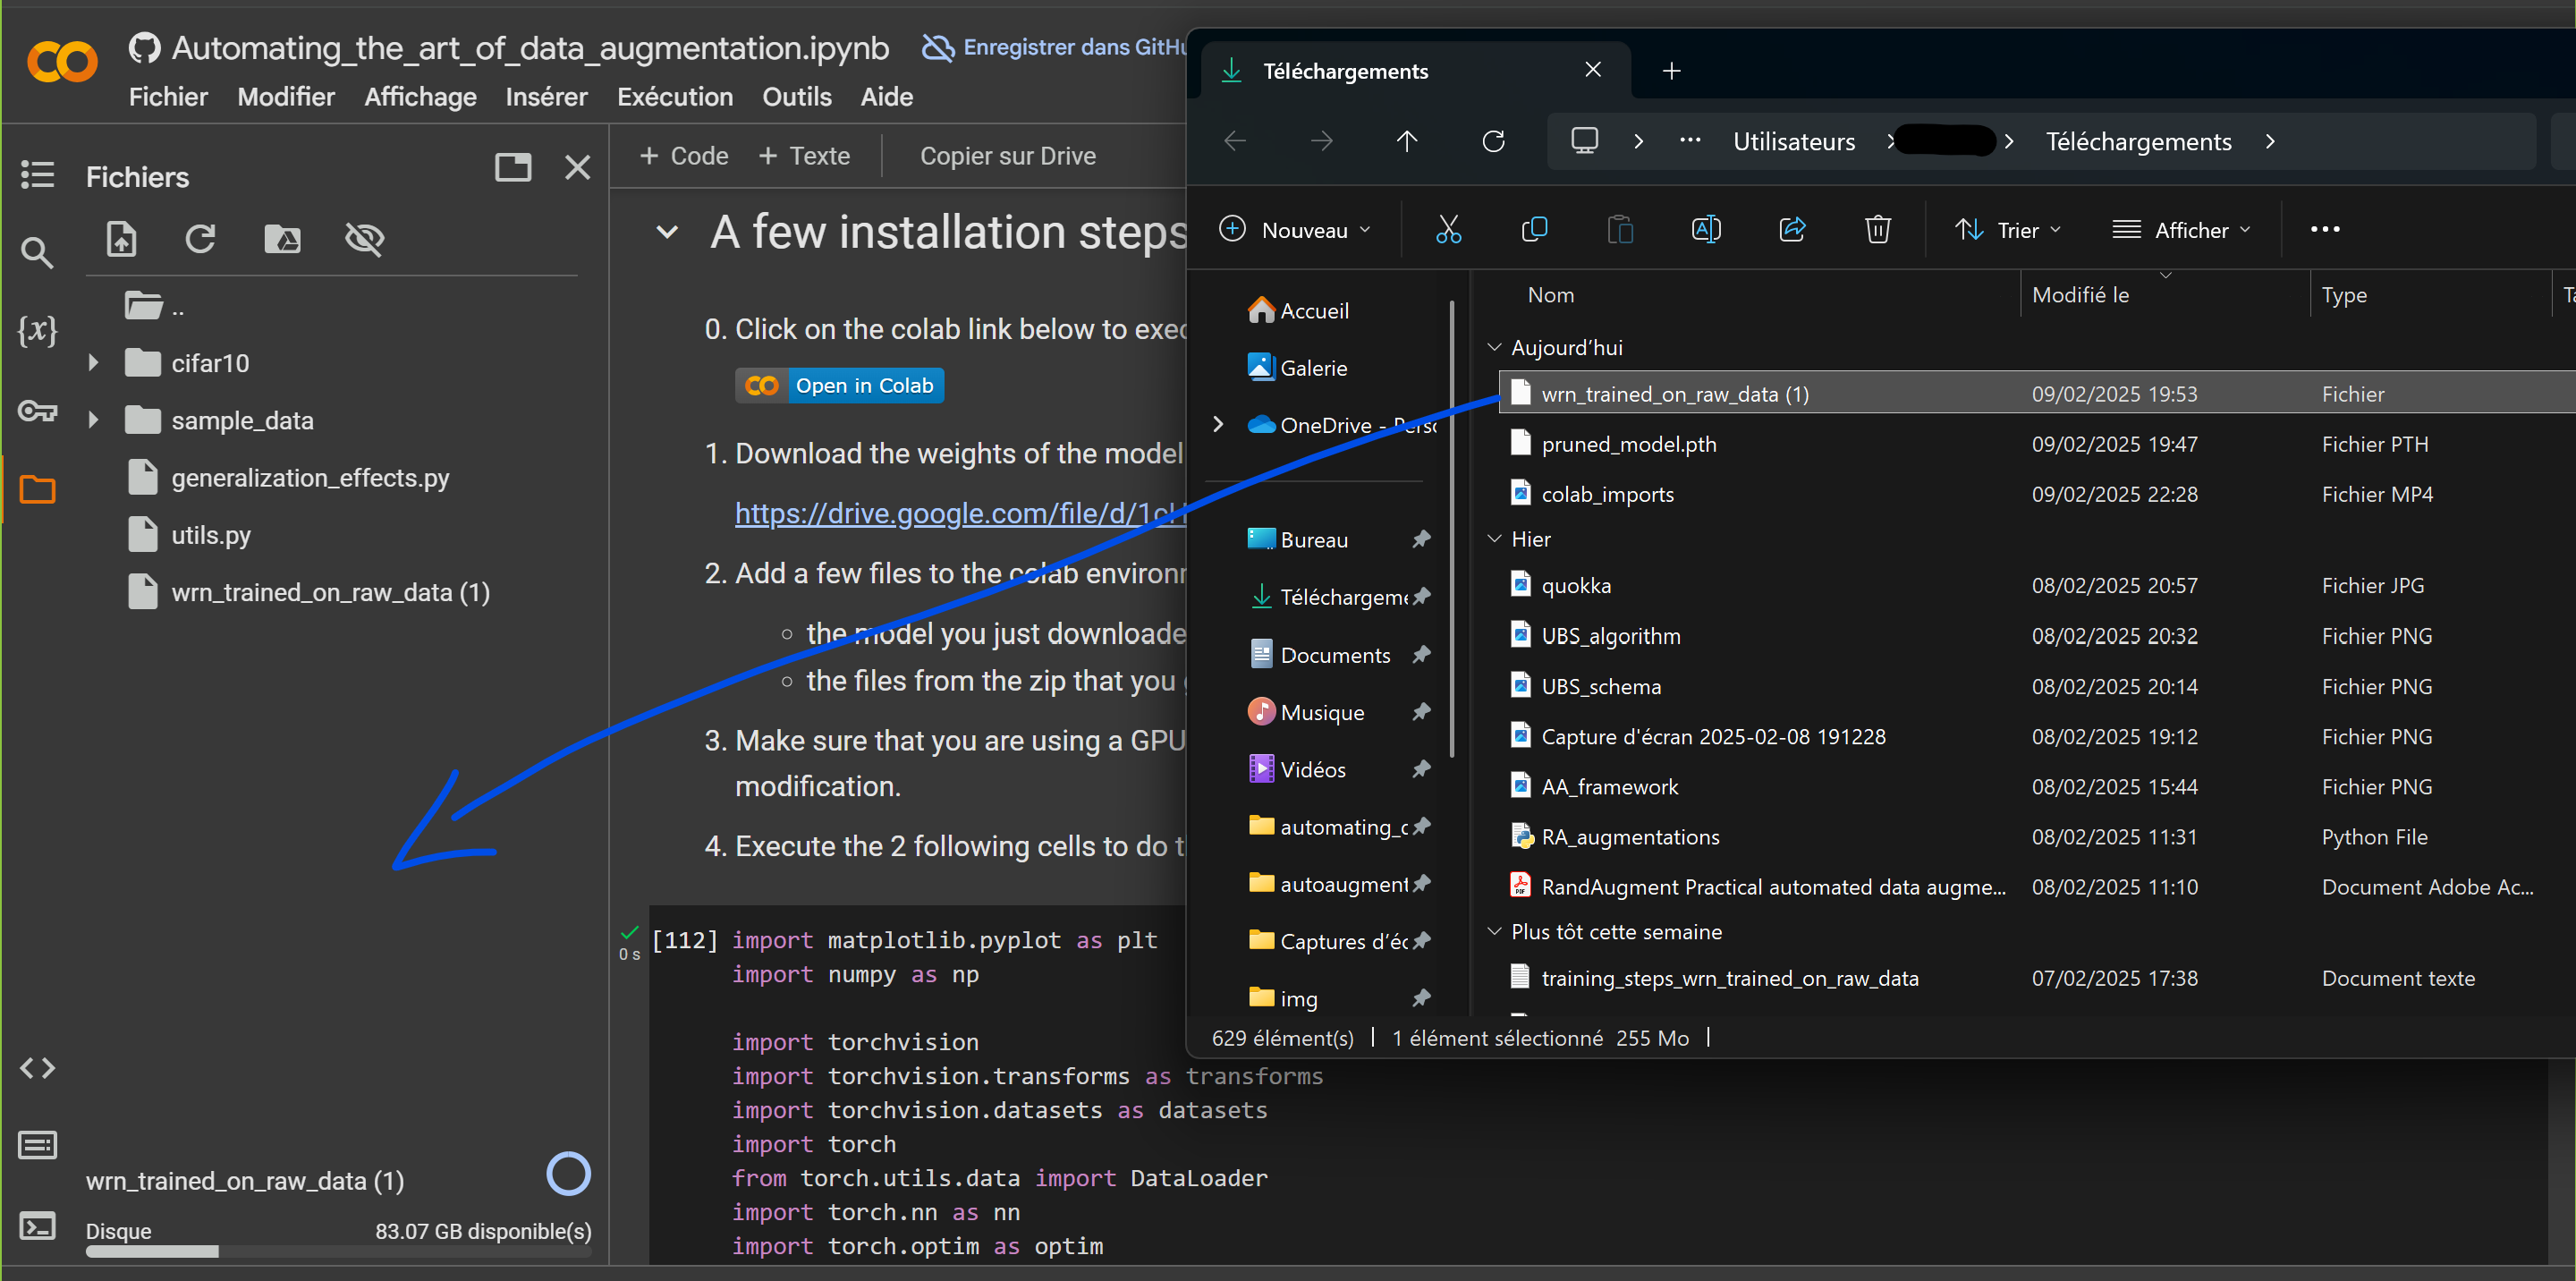 Automating_the_art_of_data_augmentation.ipynb
Enregistrer dans GitHu
Fichier Modifier Affichage Insérer Exécution Outils Aide
Fichiers
..
cifar10
sample_data
generalization_effects.py
utils.py
wrn_trained_on_raw_data (1)
wrn_trained_on_raw_data (1)
Disque 83.07 GB disponible(s)
+ Code + Texte Copier sur Drive
A few installation steps
0. Click on the colab link below to exec
Open in Colab
1. Download the weights of the model
https://drive.google.com/file/d/1cH
2. Add a few files to the colab environr
the model you just downloade
the files from the zip that you
3. Make sure that you are using a GPU
modification.
4. Execute the 2 following cells to do t
0 s
[112] import matplotlib.pyplot as plt
import numpy as np
import torchvision
import torchvision.transforms as transforms
import torchvision.datasets as datasets
import torch
from torch.utils.data import DataLoader
import torch.nn as nn
import torch.optim as optim
Téléchargements
Utilisateurs > > Téléchargements >
Nouveau Trier Afficher
Accueil
Galerie
OneDrive - Perso
Bureau
Téléchargeme
Documents
Musique
Vidéos
automating_c
autoaugment
Captures d'éc
img
Nom Modifié le Type Ta
Aujourd'hui
wrn_trained_on_raw_data (1) 09/02/2025 19:53 Fichier
pruned_model.pth 09/02/2025 19:47 Fichier PTH
colab_imports 09/02/2025 22:28 Fichier MP4
Hier
quokka 08/02/2025 20:57 Fichier JPG
UBS_algorithm 08/02/2025 20:32 Fichier PNG
UBS_schema 08/02/2025 20:14 Fichier PNG
Capture d'écran 2025-02-08 191228 08/02/2025 19:12 Fichier PNG
AA_framework 08/02/2025 15:44 Fichier PNG
RA_augmentations 08/02/2025 11:31 Python File
RandAugment Practical automated data augme... 08/02/2025 11:10 Document Adobe Ac...
Plus tôt cette semaine
training_steps_wrn_trained_on_raw_data 07/02/2025 17:38 Document texte
629 élément(s) | 1 élément sélectionné 255 Mo |